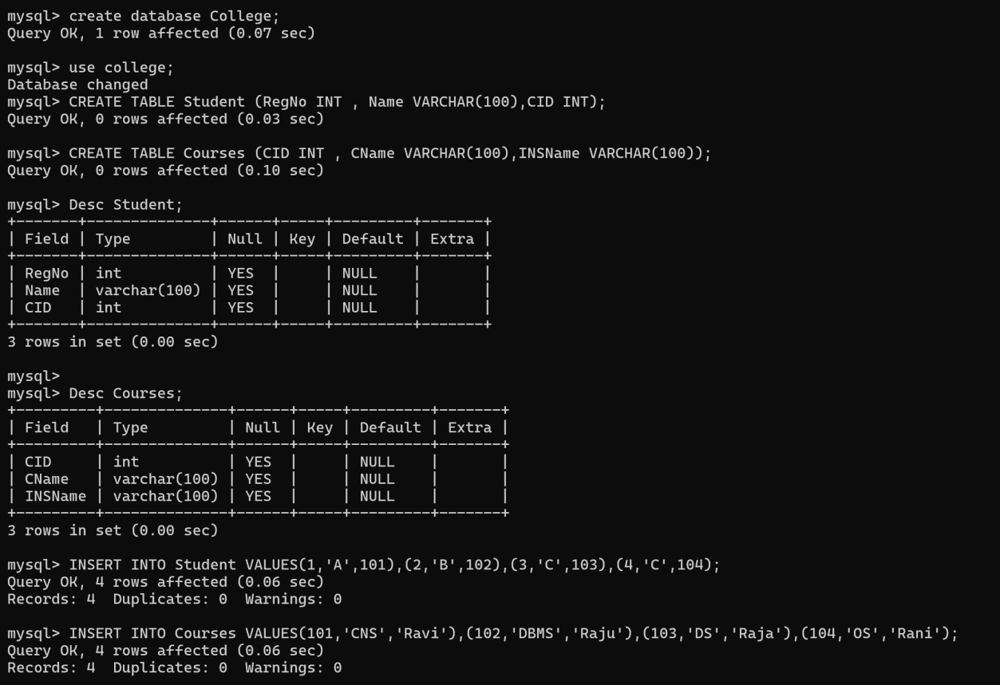 mysql> create database College;
Query OK, 1 row affected (0.07 sec)
mysql> use college;
Database changed
mysql> CREATE TABLE Student (RegNo INT , Name VARCHAR(100),CID INT);
Query OK, 0 rows affected (0.03 sec)
mysql> CREATE TABLE Courses (CID INT , CName VARCHAR(100),INSName VARCHAR(100));
Query OK, 0 rows affected (0.10 sec)
mysql> Desc Student;
+-------+--------------+------+-----+---------+-------+
| Field | Type         | Null | Key | Default | Extra |
+-------+--------------+------+-----+---------+-------+
| RegNo | int          | YES  |     | NULL    |       |
| Name  | varchar(100) | YES  |     | NULL    |       |
| CID   | int          | YES  |     | NULL    |       |
+-------+--------------+------+-----+---------+-------+
3 rows in set (0.00 sec)
mysql>
mysql> Desc Courses;
+---------+--------------+------+-----+---------+-------+
| Field   | Type         | Null | Key | Default | Extra |
+---------+--------------+------+-----+---------+-------+
| CID     | int          | YES  |     | NULL    |       |
| CName   | varchar(100) | YES  |     | NULL    |       |
| INSName | varchar(100) | YES  |     | NULL    |       |
+---------+--------------+------+-----+---------+-------+
3 rows in set (0.00 sec)
mysql> INSERT INTO Student VALUES(1,'A',101),(2,'B',102),(3,'C',103),(4,'C',104);
Query OK, 4 rows affected (0.06 sec)
Records: 4  Duplicates: 0  Warnings: 0
mysql> INSERT INTO Courses VALUES(101,'CNS','Ravi'),(102,'DBMS','Raju'),(103,'DS','Raja'),(104,'OS','Rani');
Query OK, 4 rows affected (0.06 sec)
Records: 4  Duplicates: 0  Warnings: 0